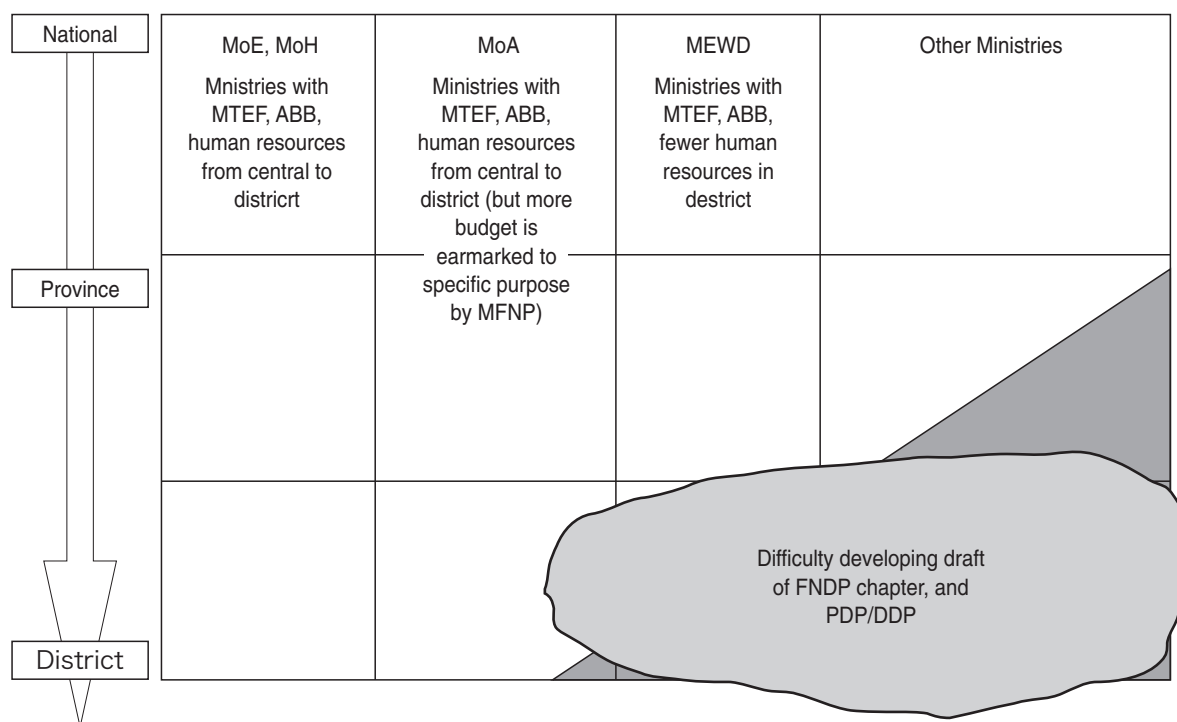 National
MoE, MoH
Mnistries with
MTEF, ABB,
human resources
from central to
districrt
MoA
Ministries with
MTEF, ABB,
human resources
from central to
district (but more
budget is
earmarked to
specific purpose
by MFNP)
MEWD
Ministries with
MTEF, ABB,
fewer human
resources in
destrict
Other Ministries
Province
Difficulty developing draft
of FNDP chapter, and
PDP/DDP
District